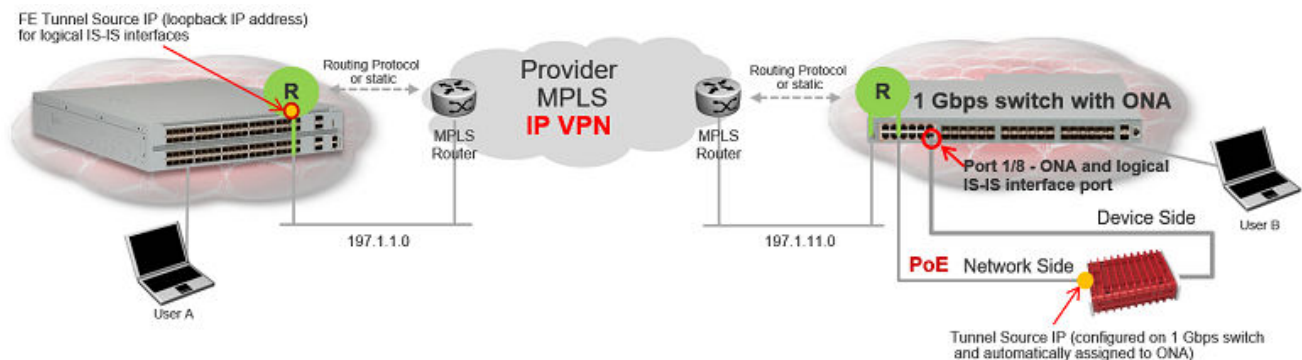 FE Tunnel Source IP (loopback IP address)
for logical IS-IS interfaces
R
Routing Protocol
or static
MPLS
Router
Provider
MPLS
IP VPN
Routing Protocol
or static
MPLS
Router
R
1 Gbps switch with ONA
Port 1/8 - ONA and logical
IS-IS interface port
User A
197.1.1.0
197.1.11.0
Device Side
User B
PoE Network Side
Tunnel Source IP (configured on 1 Gbps switch
and automatically assigned to ONA)